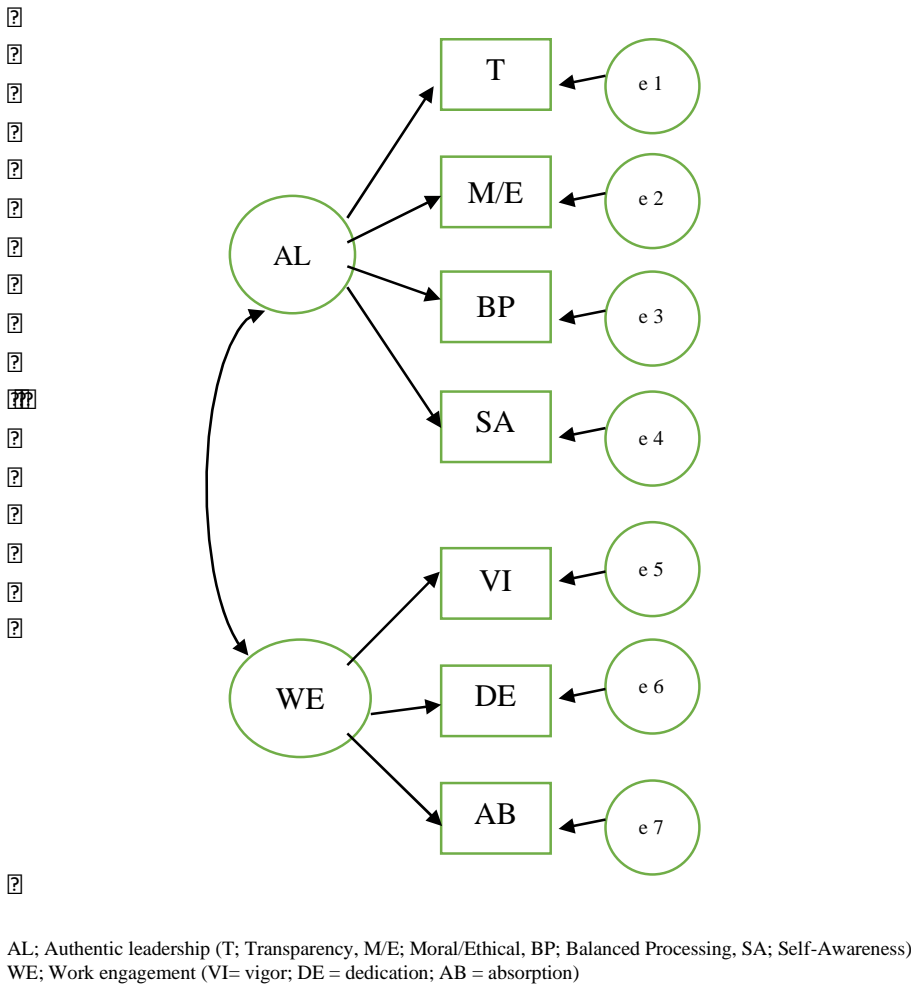 T
e 1
M/E
e 2
AL
BP
e 3
SA
e 4
VI
e 5
WE
DE
e 6
AB
e 7
AL; Authentic leadership (T; Transparency, M/E; Moral/Ethical, BP; Balanced Processing, SA; Self-Awareness)
WE; Work engagement (VI= vigor; DE = dedication; AB = absorption)